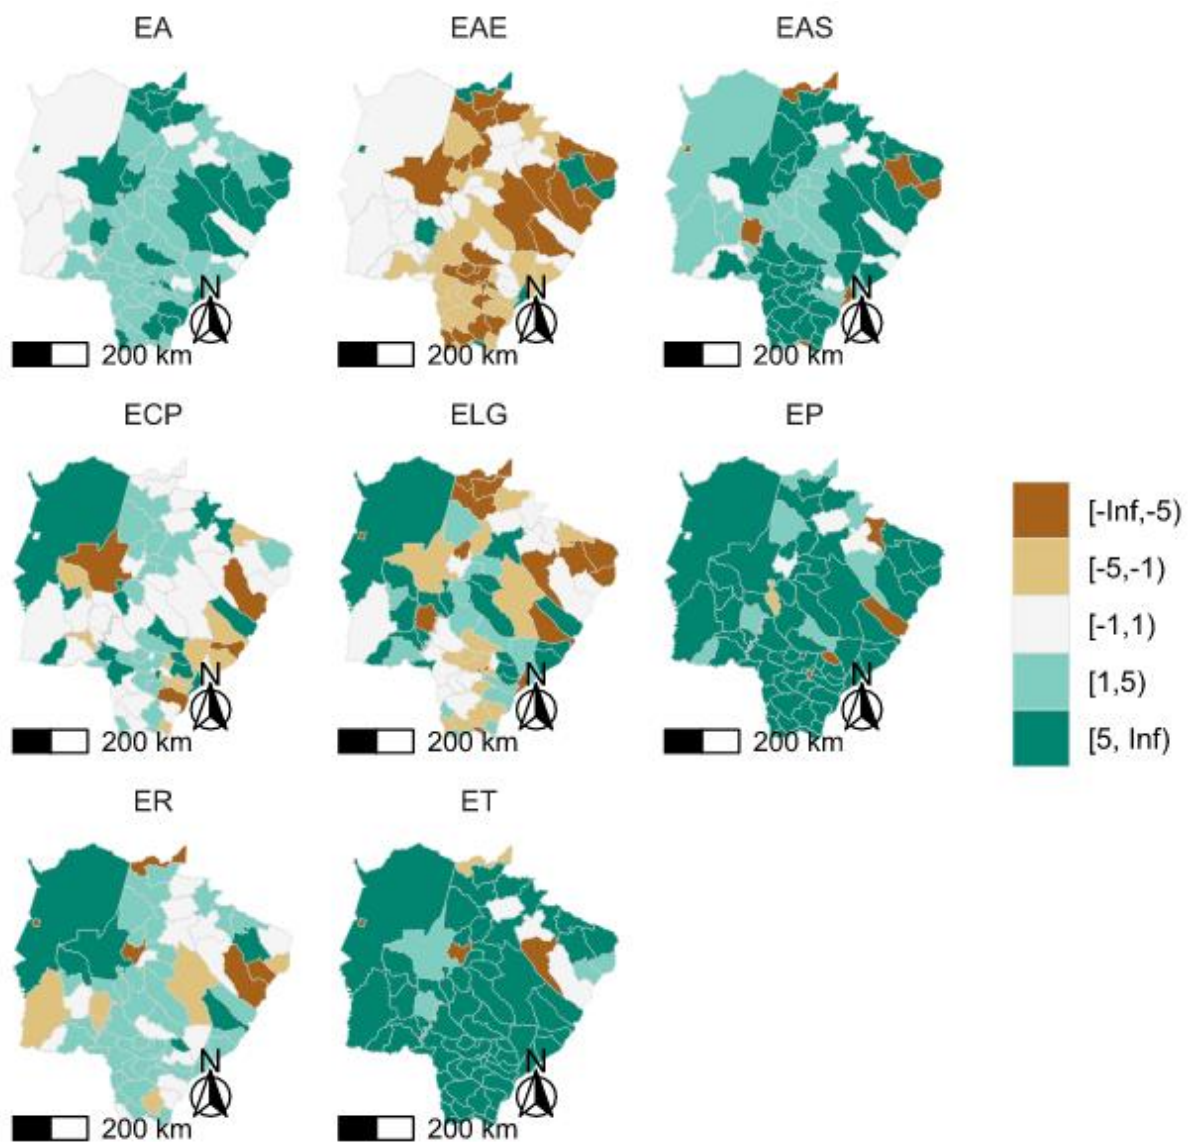 EA EAE EAS
N N N
200 km 200 km 200 km
ECP ELG EP
[-Inf,-5)
[-5,-1)
[-1,1)
[1,5)
[5, Inf)
N N N
200 km 200 km 200 km
ER ET
N N
200 km 200 km